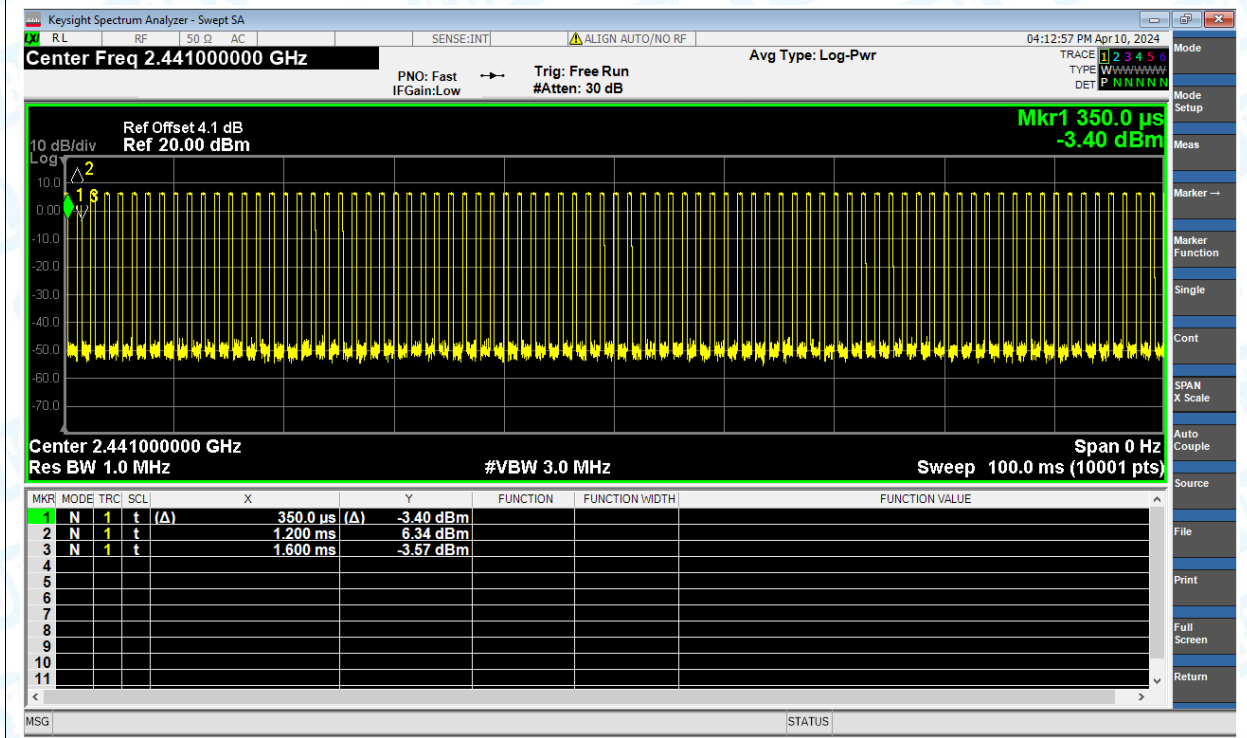 Keysight Spectrum Analyzer - Swept SA
LXI RL RF 50 Ω AC SENSE:INT ALIGN AUTO/NO RF 04:12:57 PM Apr 10, 2024
Center Freq 2.441000000 GHz
Avg Type: Log-Pwr
TRACE 1 2 3 4 5 6
PNO: Fast Trig: Free Run TYPE WWWWWW
IFGain:Low #Atten: 30 dB DET P N N N N N
Ref Offset 4.1 dB
10 dB/div Ref 20.00 dBm
Log
Mkr1 350.0 µs
-3.40 dBm
2
1 3
10.0
0.00
-10.0
-20.0
-30.0
-40.0
-50.0
-60.0
-70.0
Center 2.441000000 GHz Span 0 Hz
Res BW 1.0 MHz #VBW 3.0 MHz Sweep 100.0 ms (10001 pts)
MKR MODE TRC SCL X Y FUNCTION FUNCTION WIDTH FUNCTION VALUE
1 N 1 t (Δ) 350.0 µs (Δ) -3.40 dBm
2 N 1 t 1.200 ms 6.34 dBm
3 N 1 t 1.600 ms -3.57 dBm
4
5
6
7
8
9
10
11
MSG STATUS
Mode
Mode
Setup
Meas
Marker →
Marker
Function
Single
Cont
SPAN
X Scale
Auto
Couple
Source
File
Print
Full
Screen
Return